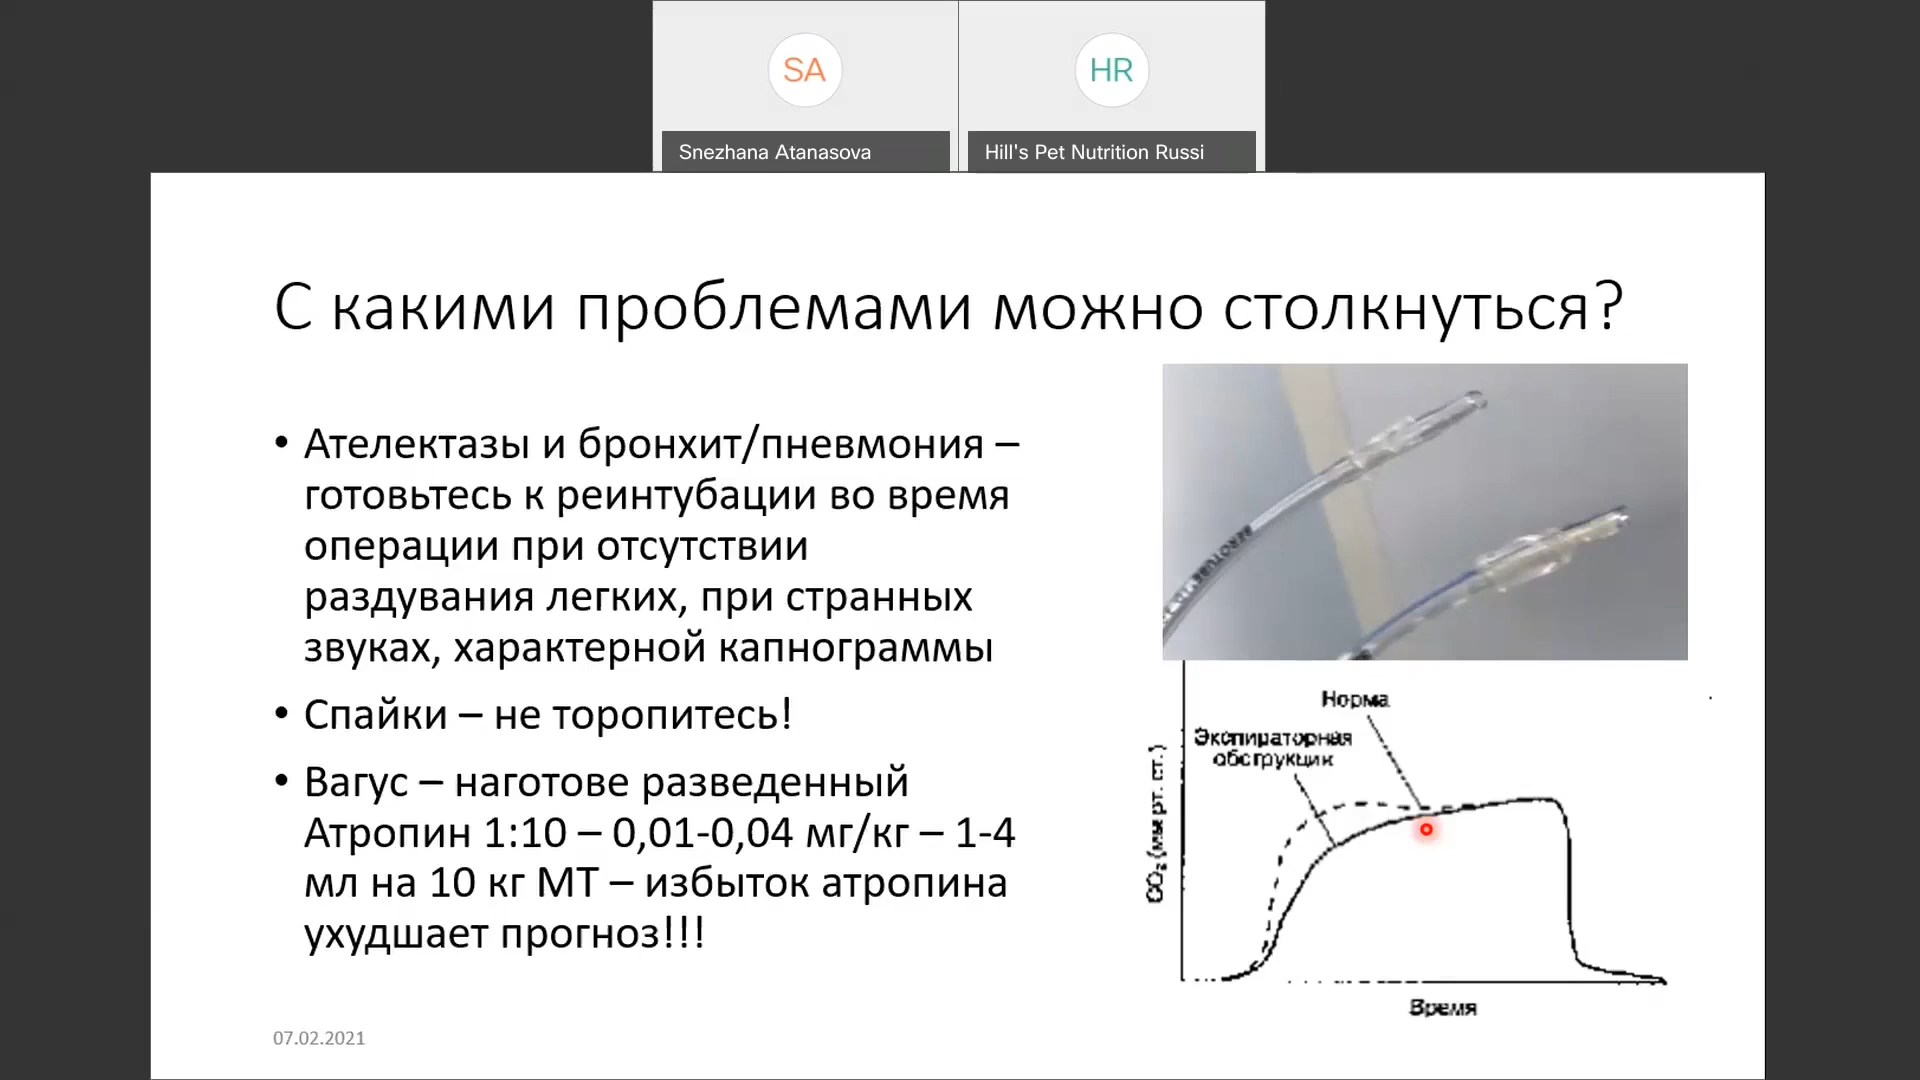 SA
HR
Snezhana Atanasova
Hill's Pet Nutrition Russi
С какими проблемами можно столкнуться?
• Ателектазы и бронхит/пневмония –
готовьтесь к реинтубации во время
операции при отсутствии
раздувания легких, при странных
звуках, характерной капнограммы
• Спайки – не торопитесь!
• Вагус – наготове разведенный
Атропин 1:10 – 0,01-0,04 мг/кг – 1-4
мл на 10 кг МТ – избыток атропина
ухудшает прогноз!!!
Норма
Экспираторная
обструкция
CO₂ (мм рт. ст.)
Время
07.02.2021